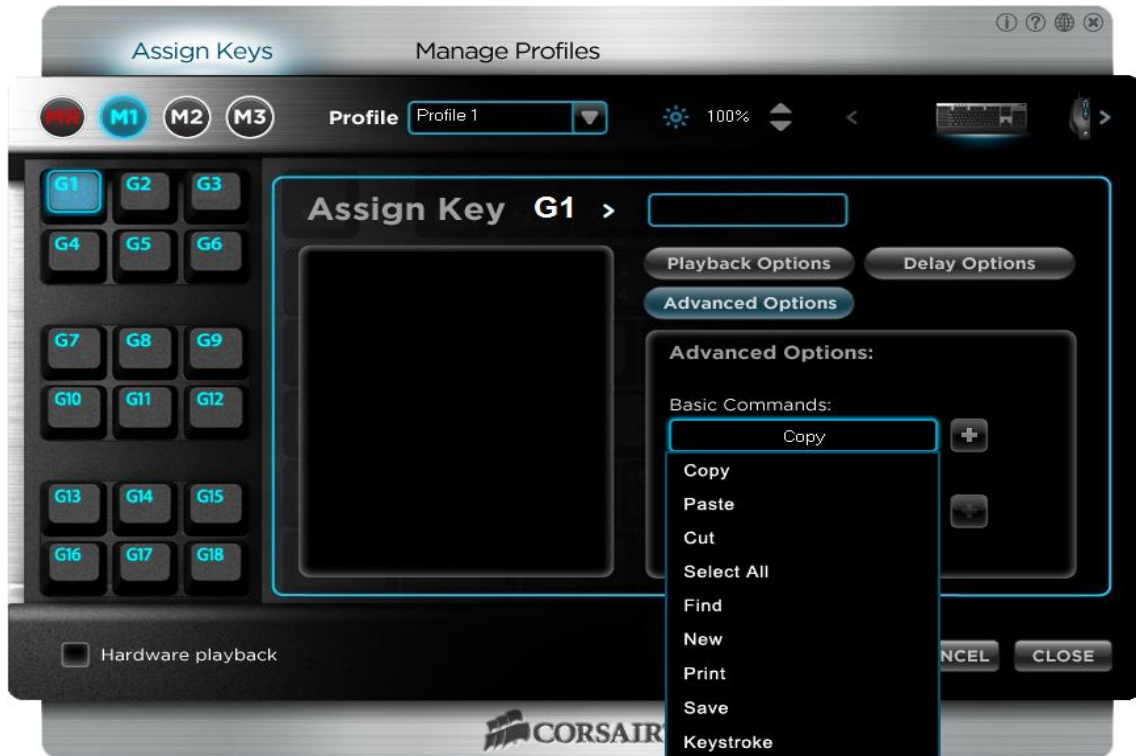 Assign Keys
Manage Profiles
MR
M1
M2
M3
Profile
Profile 1
100%
G1
G2
G3
G4
G5
G6
G7
G8
G9
G10
G11
G12
G13
G14
G15
G16
G17
G18
Assign Key G1 >
Playback Options
Delay Options
Advanced Options
Advanced Options:
Basic Commands:
Copy
Copy
Paste
Cut
Select All
Find
New
Print
Save
Keystroke
Hardware playback
NCEL
CLOSE
CORSAIR